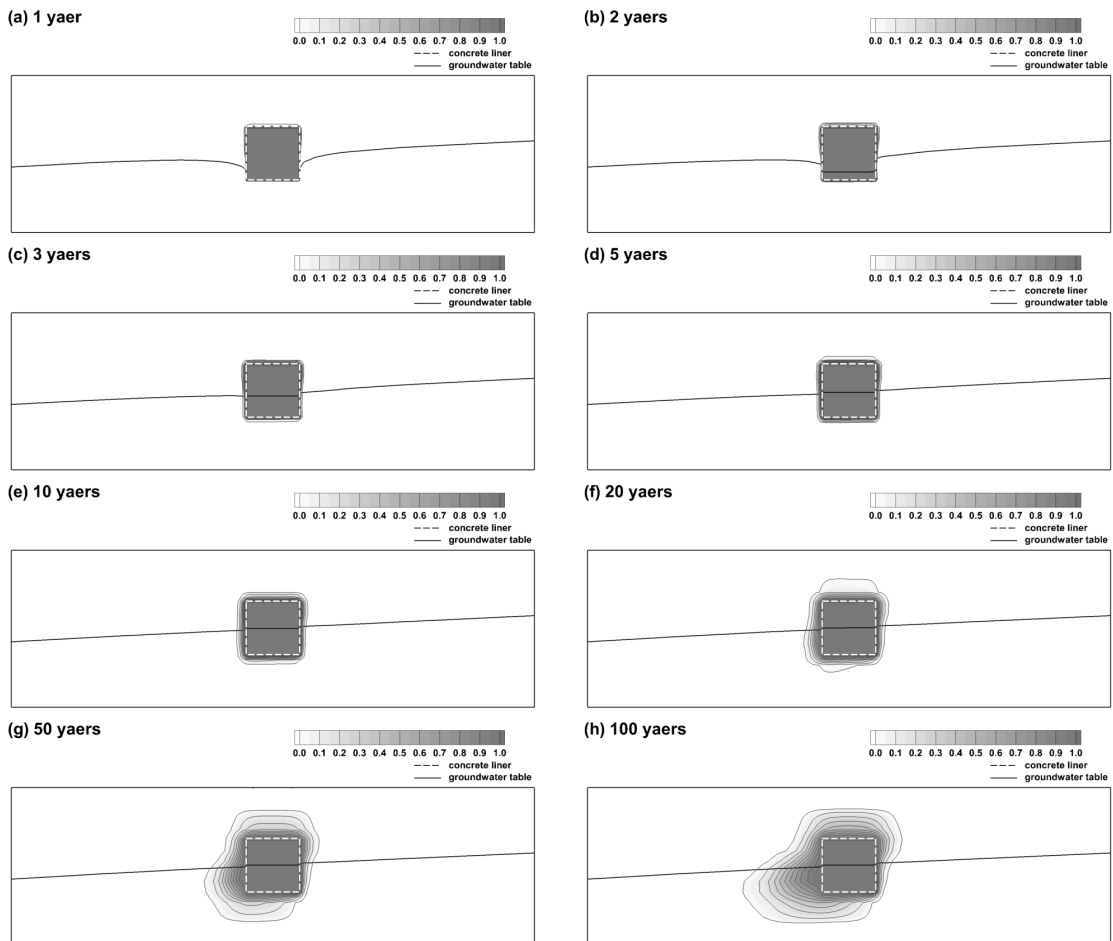 (a) 1 yaer
0.0 0.1 0.2 0.3 0.4 0.5 0.6 0.7 0.8 0.9 1.0
concrete liner
groundwater table
(b) 2 yaers
0.0 0.1 0.2 0.3 0.4 0.5 0.6 0.7 0.8 0.9 1.0
concrete liner
groundwater table
(c) 3 yaers
0.0 0.1 0.2 0.3 0.4 0.5 0.6 0.7 0.8 0.9 1.0
concrete liner
groundwater table
(d) 5 yaers
0.0 0.1 0.2 0.3 0.4 0.5 0.6 0.7 0.8 0.9 1.0
concrete liner
groundwater table
(e) 10 yaers
0.0 0.1 0.2 0.3 0.4 0.5 0.6 0.7 0.8 0.9 1.0
concrete liner
groundwater table
(f) 20 yaers
0.0 0.1 0.2 0.3 0.4 0.5 0.6 0.7 0.8 0.9 1.0
concrete liner
groundwater table
(g) 50 yaers
0.0 0.1 0.2 0.3 0.4 0.5 0.6 0.7 0.8 0.9 1.0
concrete liner
groundwater table
(h) 100 yaers
0.0 0.1 0.2 0.3 0.4 0.5 0.6 0.7 0.8 0.9 1.0
concrete liner
groundwater table